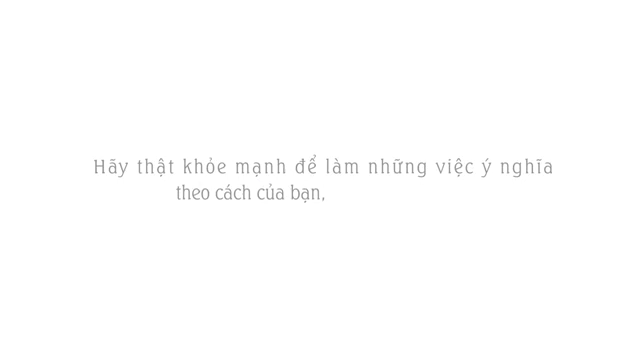 Hãy thật khỏe mạnh để làm những việc ý nghĩa
theo cách của bạn,